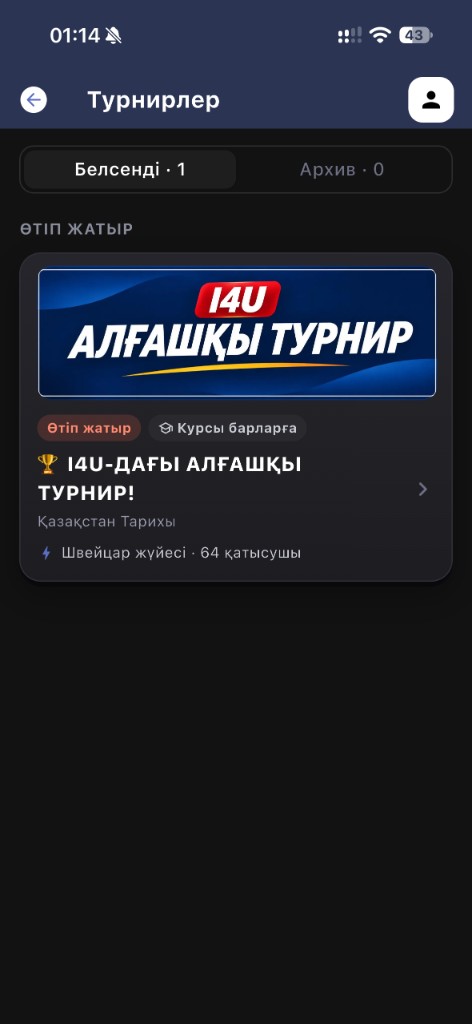 01:14
43
Турнирлер
Белсенді · 1
Архив · 0
ӨТІП ЖАТЫР
I4U
АЛҒАШҚЫ ТУРНИР
Өтіп жатыр
Курсы барларға
🏆 I4U-ДАҒЫ АЛҒАШҚЫ
ТУРНИР!
Қазақстан Тарихы
Швейцар жүйесі · 64 қатысушы